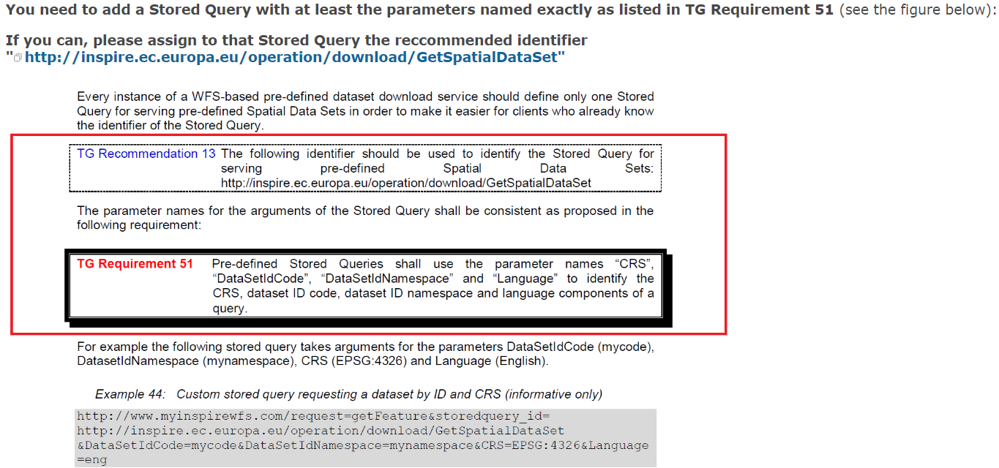 You need to add a Stored Query with at least the parameters named exactly as listed in TG Requirement 51 (see the figure below):
If you can, please assign to that Stored Query the reccommended identifier
"http://inspire.ec.europa.eu/operation/download/GetSpatialDataSet"
Every instance of a WFS-based pre-defined dataset download service should define only one Stored
Query for serving pre-defined Spatial Data Sets in order to make it easier for clients who already know
the identifier of the Stored Query.
TG Recommendation 13 The following identifier should be used to identify the Stored Query for
serving pre-defined Spatial Data Sets:
http://inspire.ec.europa.eu/operation/download/GetSpatialDataSet
The parameter names for the arguments of the Stored Query shall be consistent as proposed in the
following requirement:
TG Requirement 51 Pre-defined Stored Queries shall use the parameter names “CRS”,
“DataSetIdCode”, “DataSetIdNamespace” and “Language” to identify the
CRS, dataset ID code, dataset ID namespace and language components of a
query.
For example the following stored query takes arguments for the parameters DataSetIdCode (mycode),
DatasetIdNamespace (mynamespace), CRS (EPSG:4326) and Language (English).
Example 44: Custom stored query requesting a dataset by ID and CRS (informative only)
http://www.myinspirewfs.com/request=getFeature&storedquery_id=
http://inspire.ec.europa.eu/operation/download/GetSpatialDataSet
&DataSetIdCode=mycode&DataSetIdNamespace=mynamespace&CRS=EPSG:4326&Language
=eng